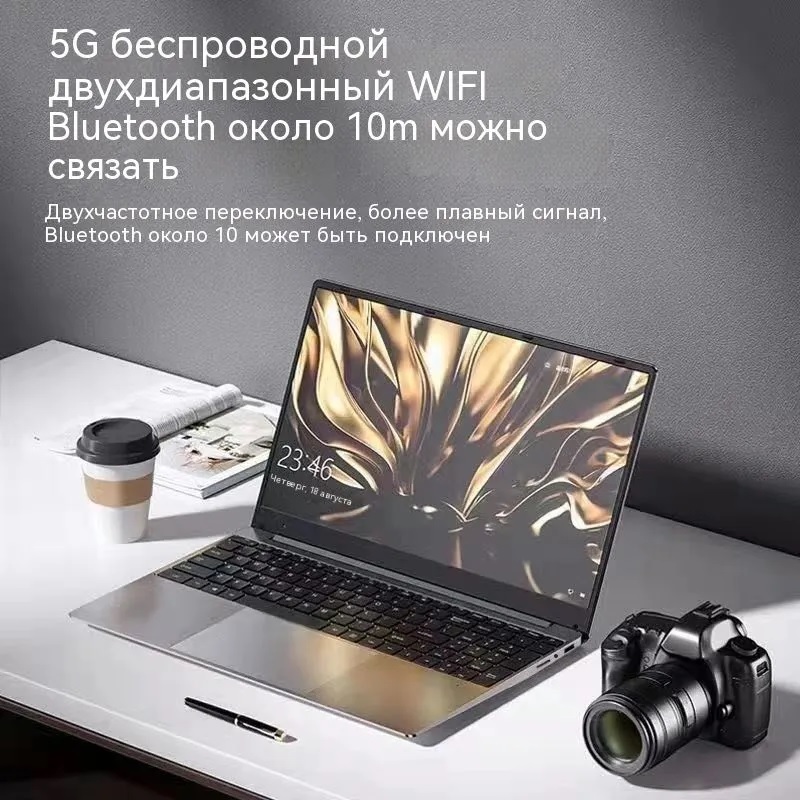 5G беспроводной
двухдиапазонный WIFI
Bluetooth около 10m можно
связать
Двухчастотное переключение, более плавный сигнал,
Bluetooth около 10 может быть подключен
23:46
Четверг, 18 августа